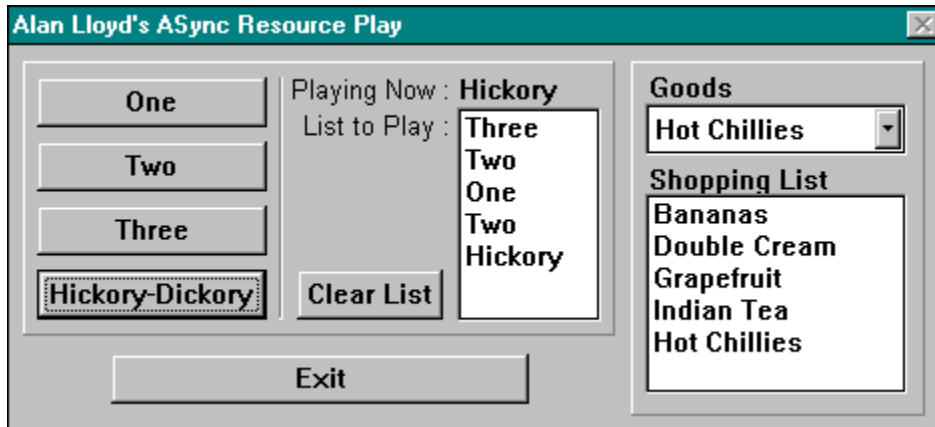 Alan Lloyd's ASync Resource Play
One
Two
Three
Hickory-Dickory
Playing Now : Hickory
List to Play :
Three
Two
One
Two
Hickory
Clear List
Exit
Goods
Hot Chillies
Shopping List
Bananas
Double Cream
Grapefruit
Indian Tea
Hot Chillies